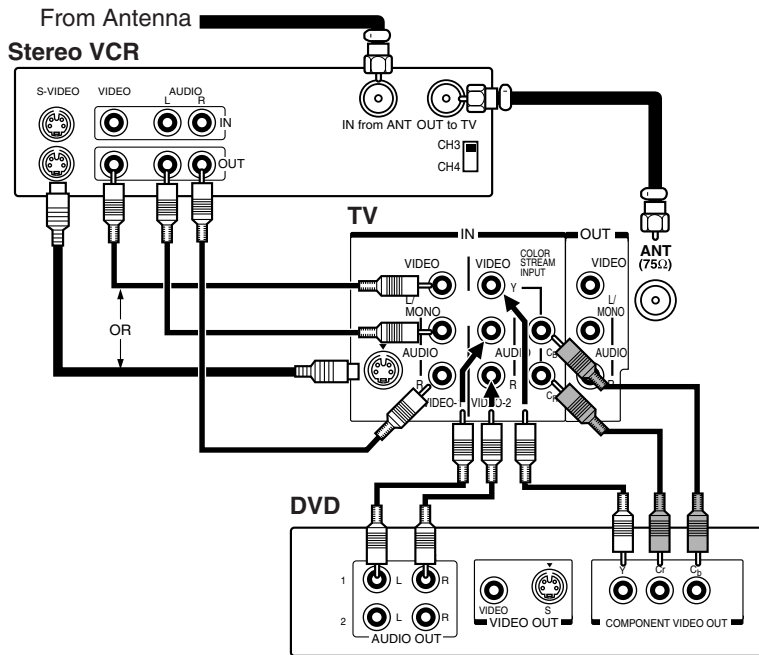 From Antenna
Stereo VCR
S-VIDEO
VIDEO
AUDIO
L
R
IN
OUT
IN from ANT
OUT to TV
CH3
CH4
TV
IN
OUT
ANT
(75Ω)
VIDEO
VIDEO
COLOR
STREAM
INPUT
VIDEO
Y
L/
MONO
L/
MONO
OR
AUDIO
AUDIO
AUDIO
R
R
CR
VIDEO-
VIDEO-2
DVD
1
L
R
2
L
R
AUDIO OUT
VIDEO
S
VIDEO OUT
Y
Cr
Cb
COMPONENT VIDEO OUT